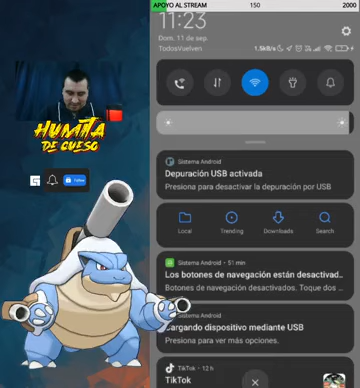 APOYO AL STREAM 150 2000
11:23
Dom. 11 de sep.
TodosVuelven
1.5kB/s
HUMITA
DE QUESO
Sistema Android
Depuración USB activada
Presiona para desactivar la depuración por USB
Local Trending Downloads Search
Sistema Android • 51 min
Los botones de navegación están desactivad..
Botones de navegación desactivados. Toque dos ..
Sistema Android
Cargando dispositivo mediante USB
Presiona para ver más opciones.
TikTok • 12 h
TikTok